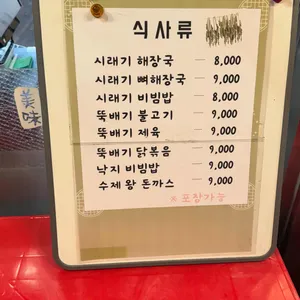 식사류
시래기 해장국 — 8,000
시래기 뼈해장국 — 9,000
시래기 비빔밥 — 8,000
뚝배기 불고기 — 9,000
뚝배기 제육 — 9,000
뚝배기 닭볶음 — 9,000
낙지 비빔밥 — 9,000
수제 왕 돈까스 — 9,000
※ 포장가능
美味